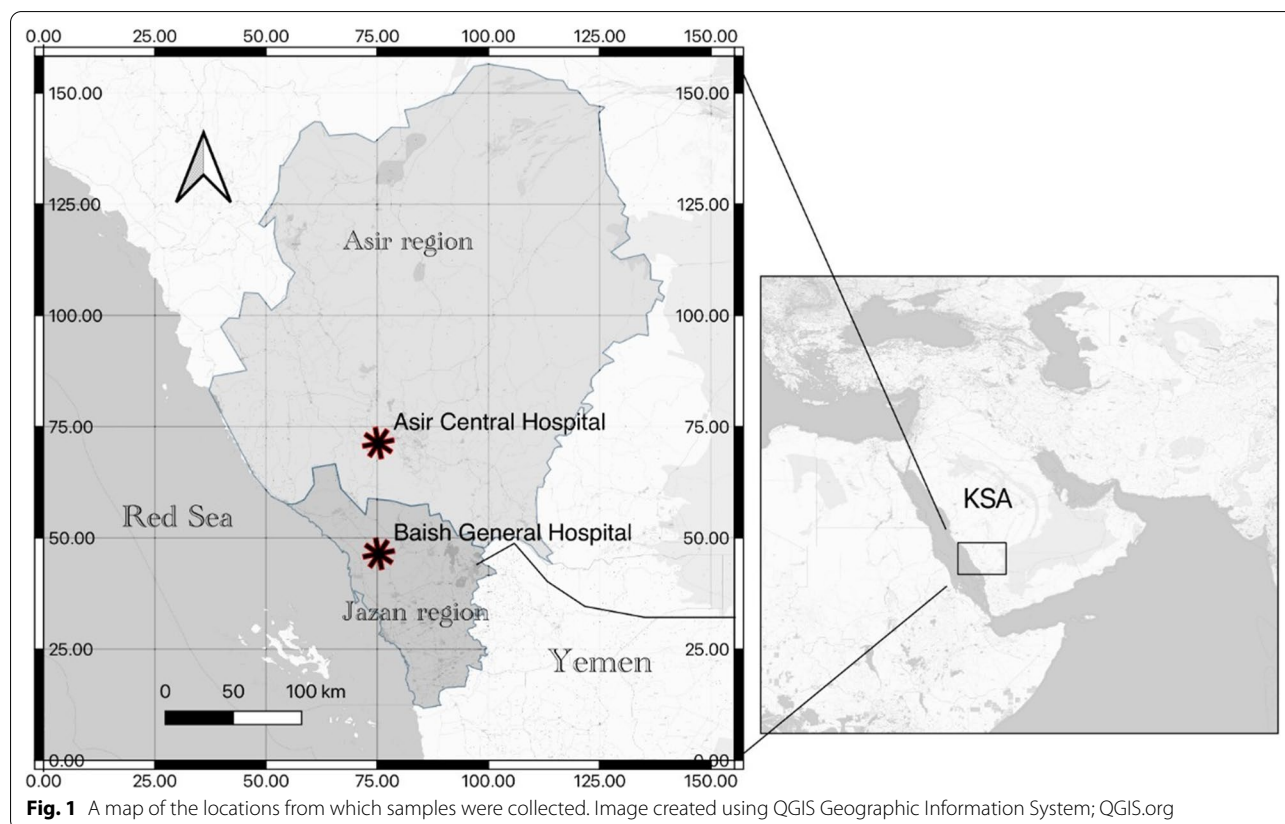 0.00 25.00 50.00 75.00 100.00 125.00 150.00
150.00 150.00
125.00 125.00
Asir region
100.00 100.00
75.00 75.00
Asir Central Hospital
KSA
Red Sea
50.00 50.00
Baish General Hospital
Jazan region
25.00 25.00
Yemen
0 50 100 km
0.00 0.00
0.00 25.00 50.00 75.00 100.00 125.00 150.00
Fig. 1 A map of the locations from which samples were collected. Image created using QGIS Geographic Information System; QGIS.org